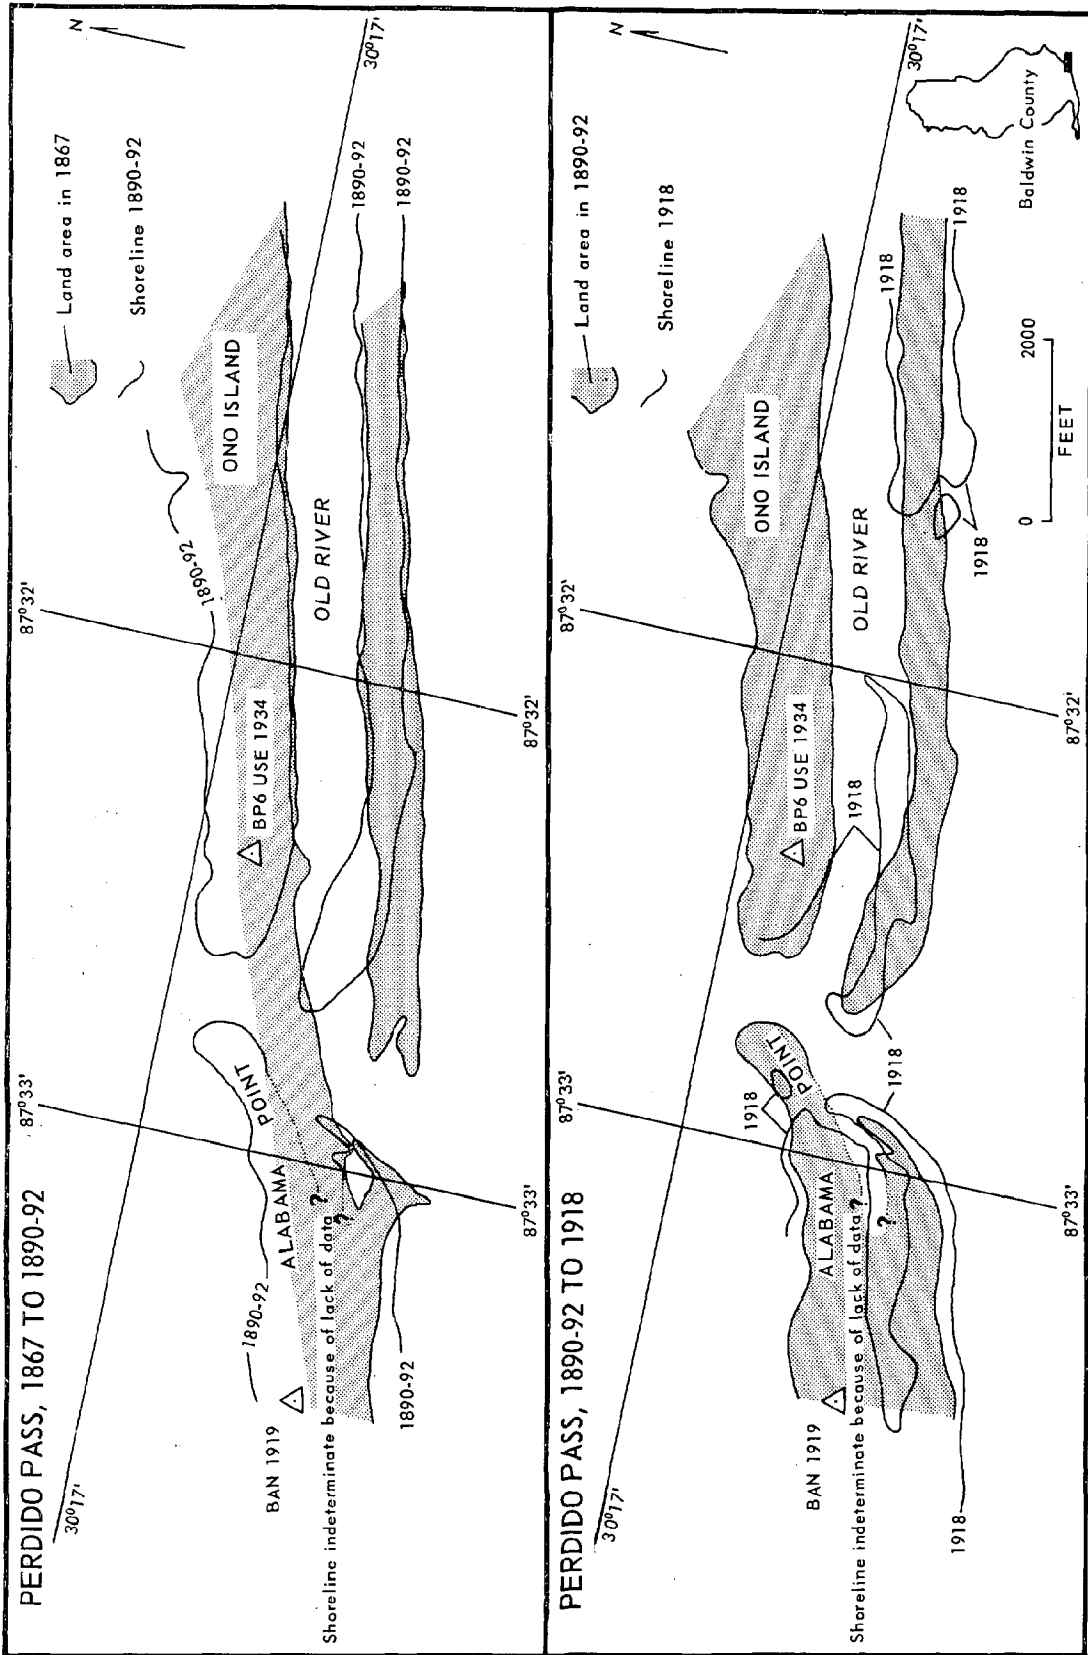 PERDIDO PASS, 1867 TO 1890-92
N
Land area in 1867
Shoreline 1890-92
30°17'
87°33'
87°32'
30°17'
1890-92
1890-92
ONO ISLAND
BP6 USE 1934
OLD RIVER
1890-92
1890-92
BAN 1919
ALABAMA
POINT
Shoreline indeterminate because of lack of data ?
?
1890-92
87°33'
87°32'
PERDIDO PASS, 1890-92 TO 1918
N
Land area in 1890-92
Shoreline 1918
30°17'
87°33'
87°32'
30°17'
1918
ONO ISLAND
BP6 USE 1934
OLD RIVER
1918
1918
BAN 1919
ALABAMA
POINT
Shoreline indeterminate because of lack of data ?
?
1918
1918
1918
1918
1918
87°33'
87°32'
0 2000
FEET
Baldwin County